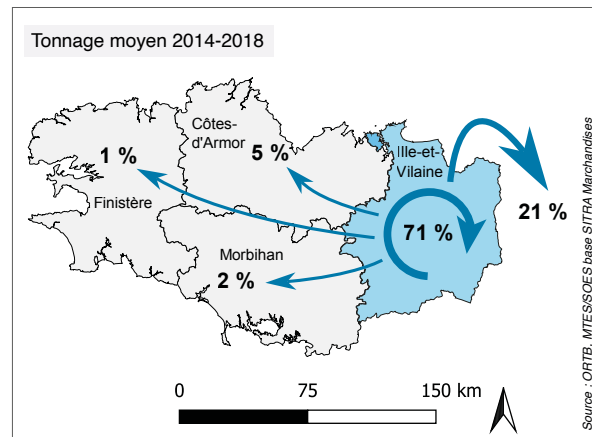 Tonnage moyen 2014-2018
Côtes-
d'Armor
5 %
1 %
Finistère
Ille-et-
Vilaine
71 %
21 %
Morbihan
2 %
0 75 150 km
Source : ORTB. MTES/SOES base SITRA Marchandises